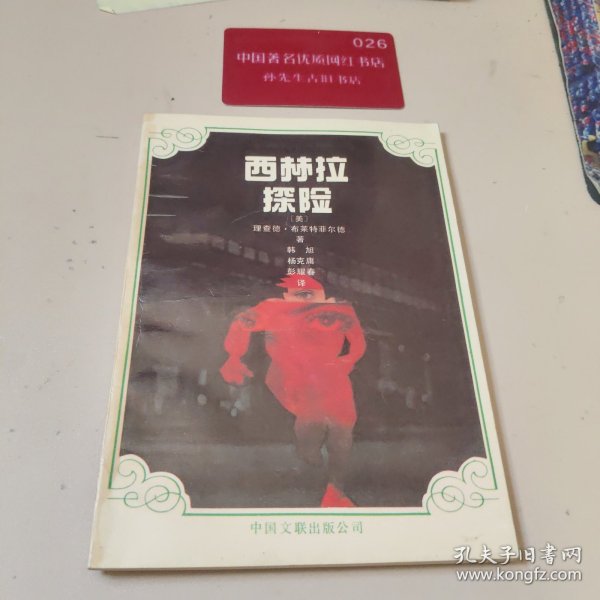 026
中国著名优质网红书店
孙先生古旧书店
西赫拉
探险
〔美〕
理查德·布莱特菲尔德
著
韩旭
杨克庸
彭耀春
译
中国文联出版公司
孔夫子旧书网
www.kongfz.com